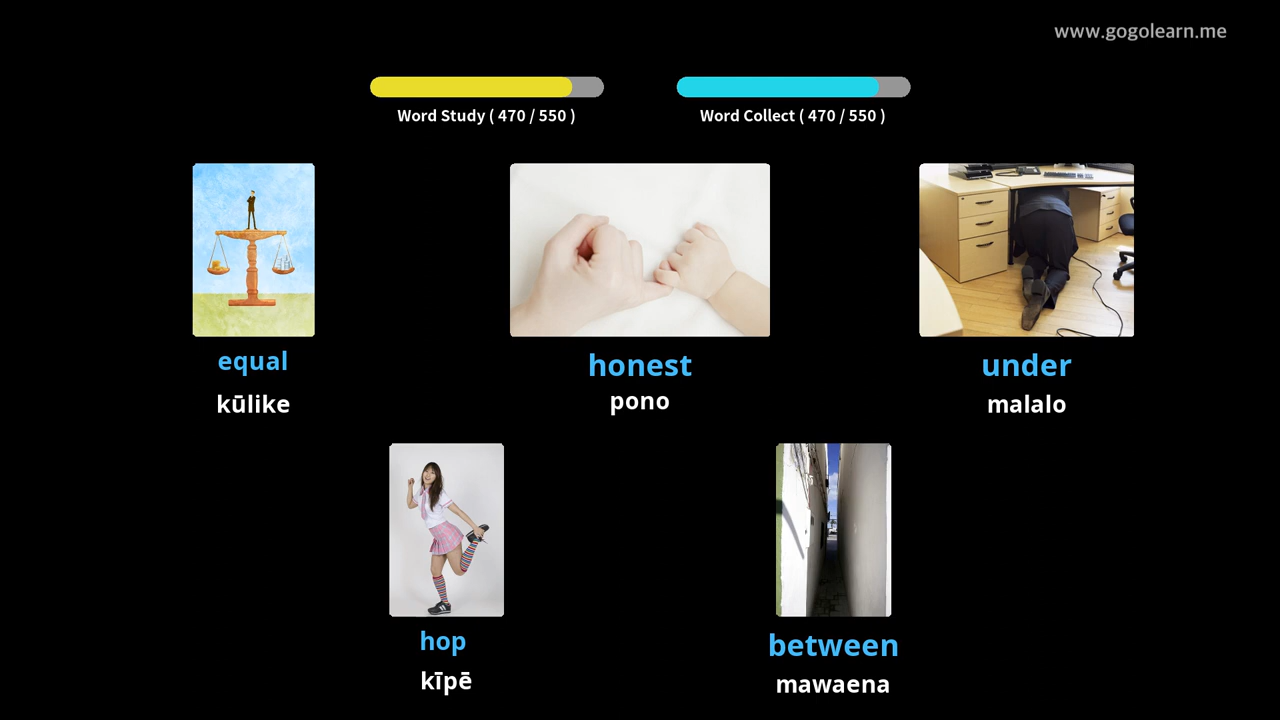 www.gogolearn.me
Word Study ( 470 / 550 )
Word Collect ( 470 / 550 )
equal
kūlike
honest
pono
under
malalo
hop
kīpē
between
mawaena